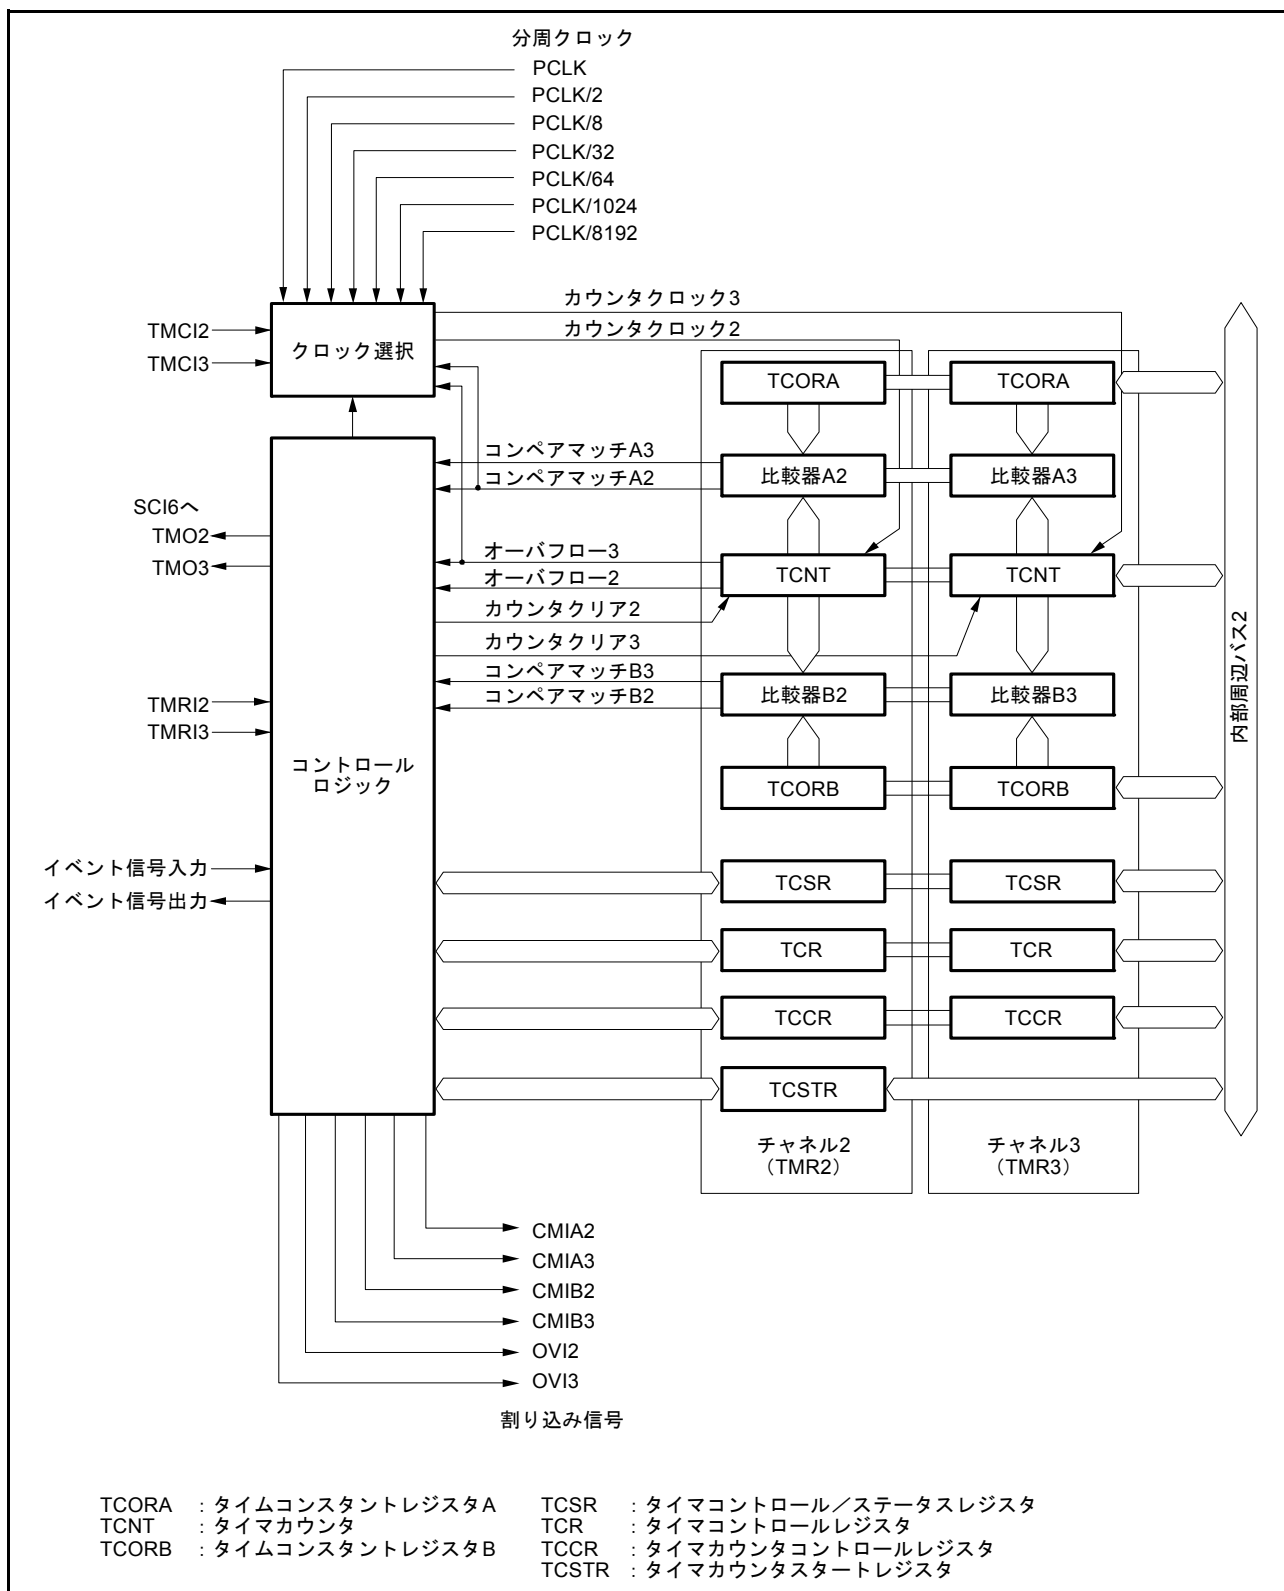 分周クロック
PCLK
PCLK/2
PCLK/8
PCLK/32
PCLK/64
PCLK/1024
PCLK/8192
カウンタクロック3
カウンタクロック2
TMCI2
TMCI3
クロック選択
TCORA
TCORA
コンペアマッチA3
コンペアマッチA2
比較器A2
比較器A3
SCI6へ
TMO2
TMO3
オーバフロー3
オーバフロー2
TCNT
TCNT
カウンタクリア2
カウンタクリア3
コンペアマッチB3
コンペアマッチB2
比較器B2
比較器B3
内部周辺バス2
TMRI2
TMRI3
コントロール
ロジック
TCORB
TCORB
イベント信号入力
イベント信号出力
TCSR
TCSR
TCR
TCR
TCCR
TCCR
TCSTR
チャネル2
（TMR2）
チャネル3
（TMR3）
CMIA2
CMIA3
CMIB2
CMIB3
OVI2
OVI3
割り込み信号
TCORA : タイムコンスタントレジスタA
TCNT : タイマカウンタ
TCORB : タイムコンスタントレジスタB
TCSR : タイマコントロール／ステータスレジスタ
TCR : タイマコントロールレジスタ
TCCR : タイマカウンタコントロールレジスタ
TCSTR : タイマカウンタスタートレジスタ